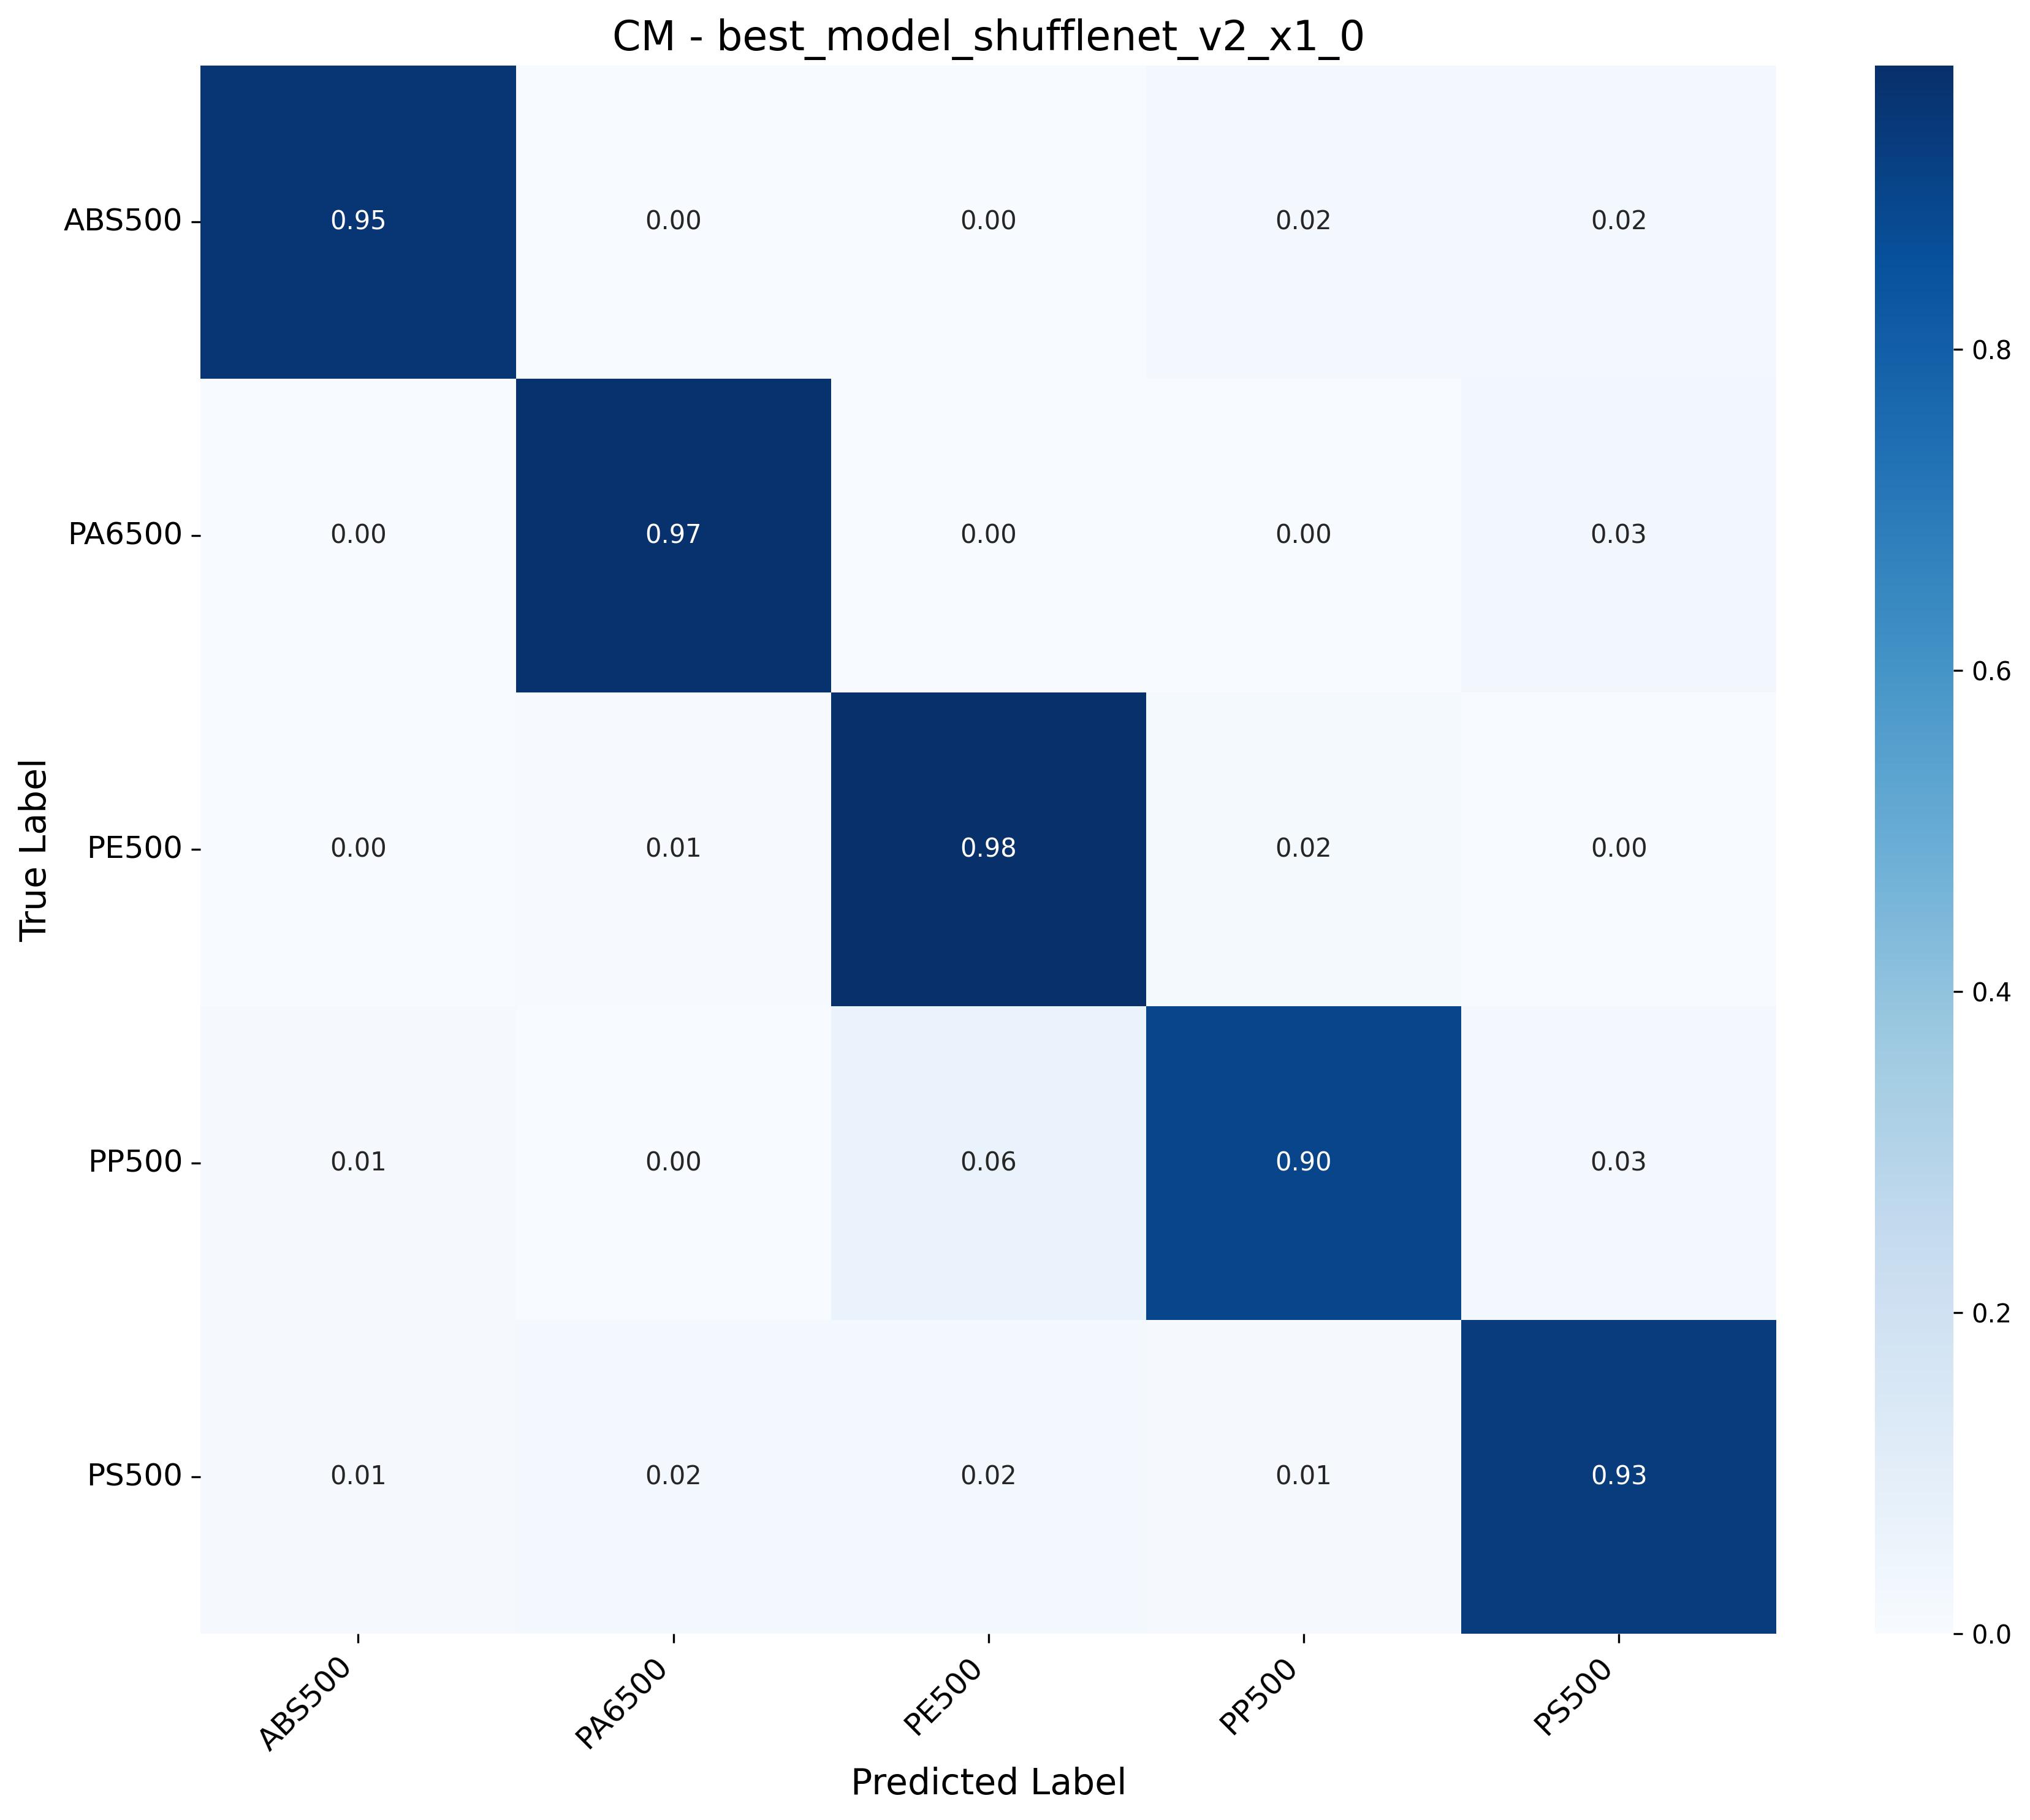 CM - best_model_shufflenet_v2_x1_0
True Label
ABS500 0.95 0.00 0.00 0.02 0.02
PA6500 0.00 0.97 0.00 0.00 0.03
PE500 0.00 0.01 0.98 0.02 0.00
PP500 0.01 0.00 0.06 0.90 0.03
PS500 0.01 0.02 0.02 0.01 0.93
ABS500 PA6500 PE500 PP500 PS500
Predicted Label
0.8
0.6
0.4
0.2
0.0